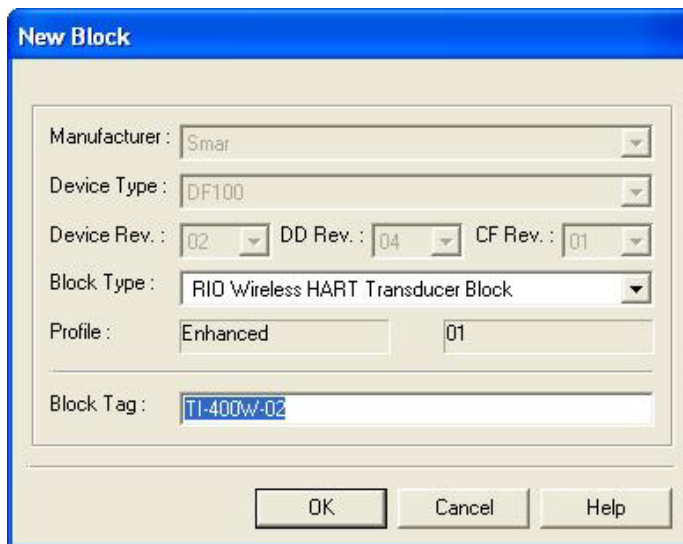 New Block
Manufacturer : Smar
Device Type : DF100
Device Rev. : 02 DD Rev. : 04 CF Rev. : 01
Block Type : RIO Wireless HART Transducer Block
Profile : Enhanced 01
Block Tag : TI-400W-02
OK Cancel Help